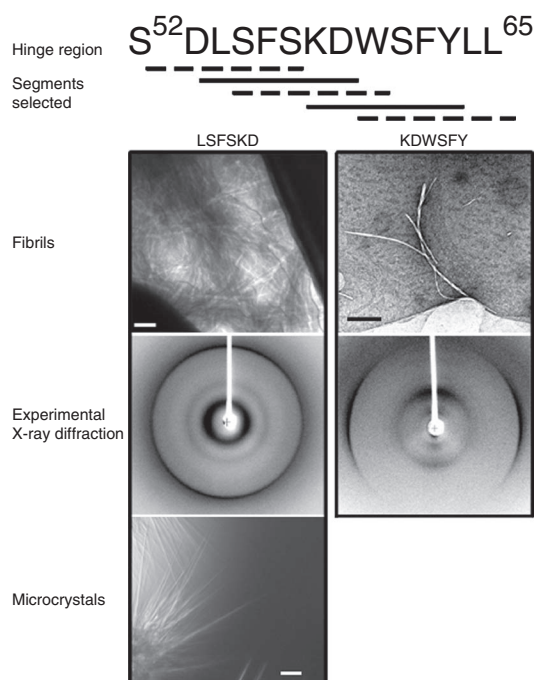 Hinge region
S52DLSFSKDWSFYLL65
Segments
selected
LSFSKD
KDWSFY
Fibrils
Experimental
X-ray diffraction
Microcrystals